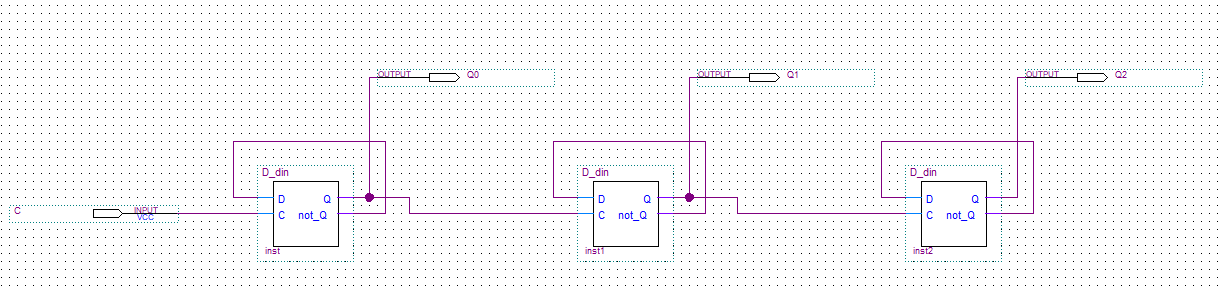 OUTPUT Q0
OUTPUT Q1
OUTPUT Q2
D_din
D Q
C not_Q
inst
D_din
D Q
C not_Q
inst1
D_din
D Q
C not_Q
inst2
C INPUT
VCC